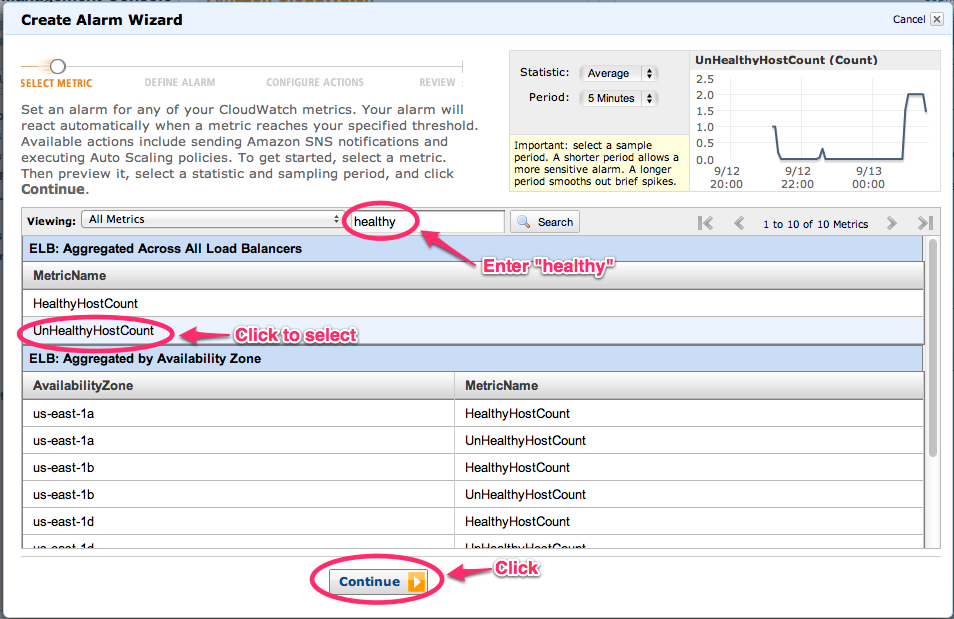 Create Alarm Wizard
Cancel
SELECT METRIC
DEFINE ALARM
CONFIGURE ACTIONS
REVIEW
Set an alarm for any of your CloudWatch metrics. Your alarm will
react automatically when a metric reaches your specified threshold.
Available actions include sending Amazon SNS notifications and
executing Auto Scaling policies. To get started, select a metric.
Then preview it, select a statistic and sampling period, and click
Continue.
Statistic: Average
Period: 5 Minutes
Important: select a sample
period. A shorter period allows a
more sensitive alarm. A longer
period smooths out brief spikes.
UnHealthyHostCount (Count)
2.5
2.0
1.5
1.0
0.5
0.0
9/12 9/12 9/13
20:00 22:00 00:00
Viewing: All Metrics healthy Search 1 to 10 of 10 Metrics
ELB: Aggregated Across All Load Balancers
Enter "healthy"
MetricName
HealthyHostCount
UnHealthyHostCount
Click to select
ELB: Aggregated by Availability Zone
AvailabilityZone MetricName
us-east-1a HealthyHostCount
us-east-1a UnHealthyHostCount
us-east-1b HealthyHostCount
us-east-1b UnHealthyHostCount
us-east-1d HealthyHostCount
us-east-1d UnHealthyHostCount
Continue
Click